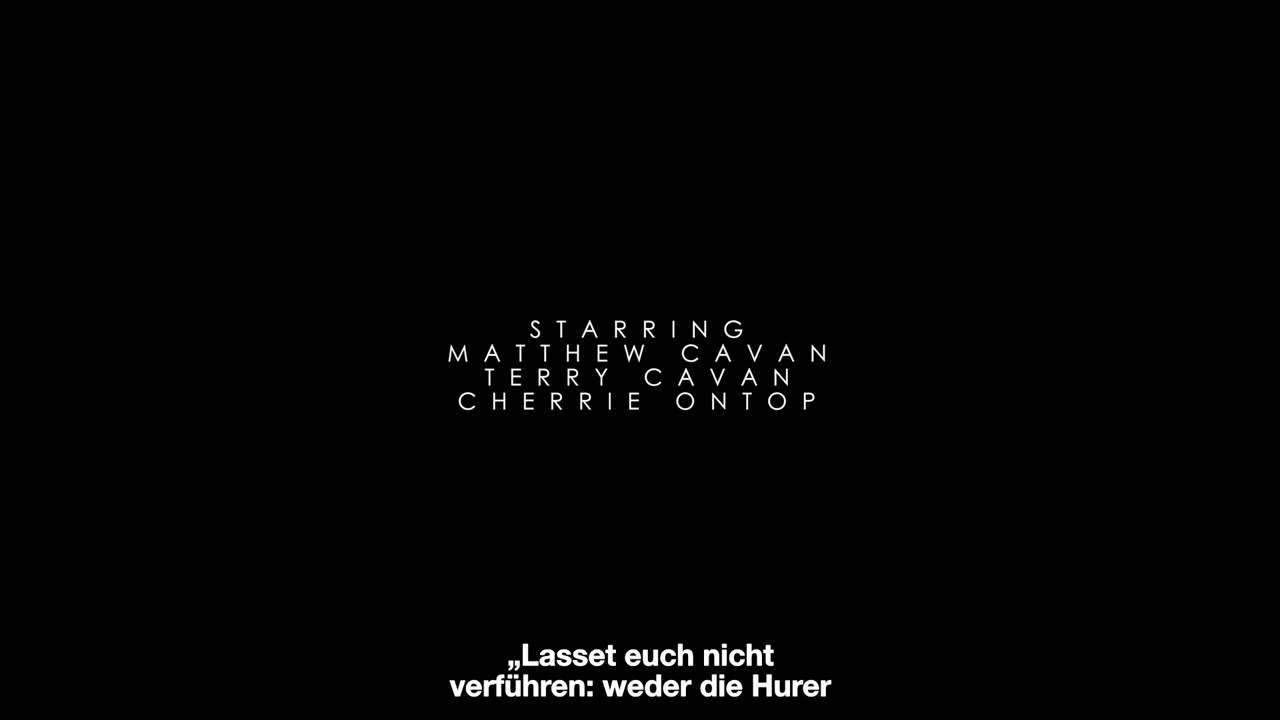 STARRING
MATTHEW CAVAN
TERRY CAVAN
CHERRIE ONTOP
„Lasset euch nicht
verführen: weder die Hurer